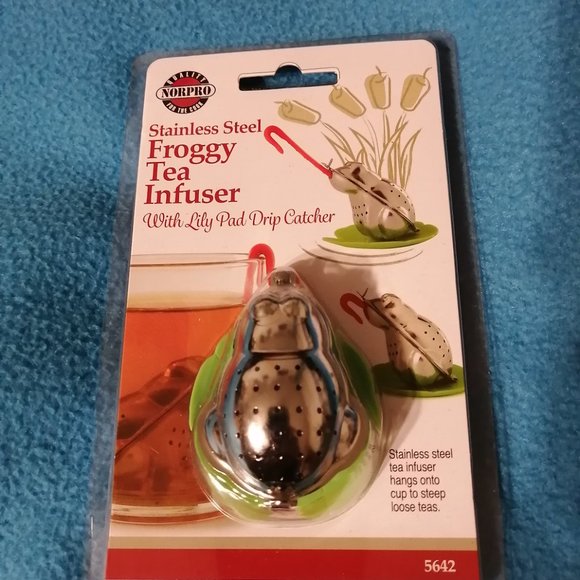 QUALITY
NORPRO
FOR THE COOK
Stainless Steel
Froggy
Tea
Infuser
With Lily Pad Drip Catcher
Stainless steel
tea infuser
hangs onto
cup to steep
loose teas.
5642